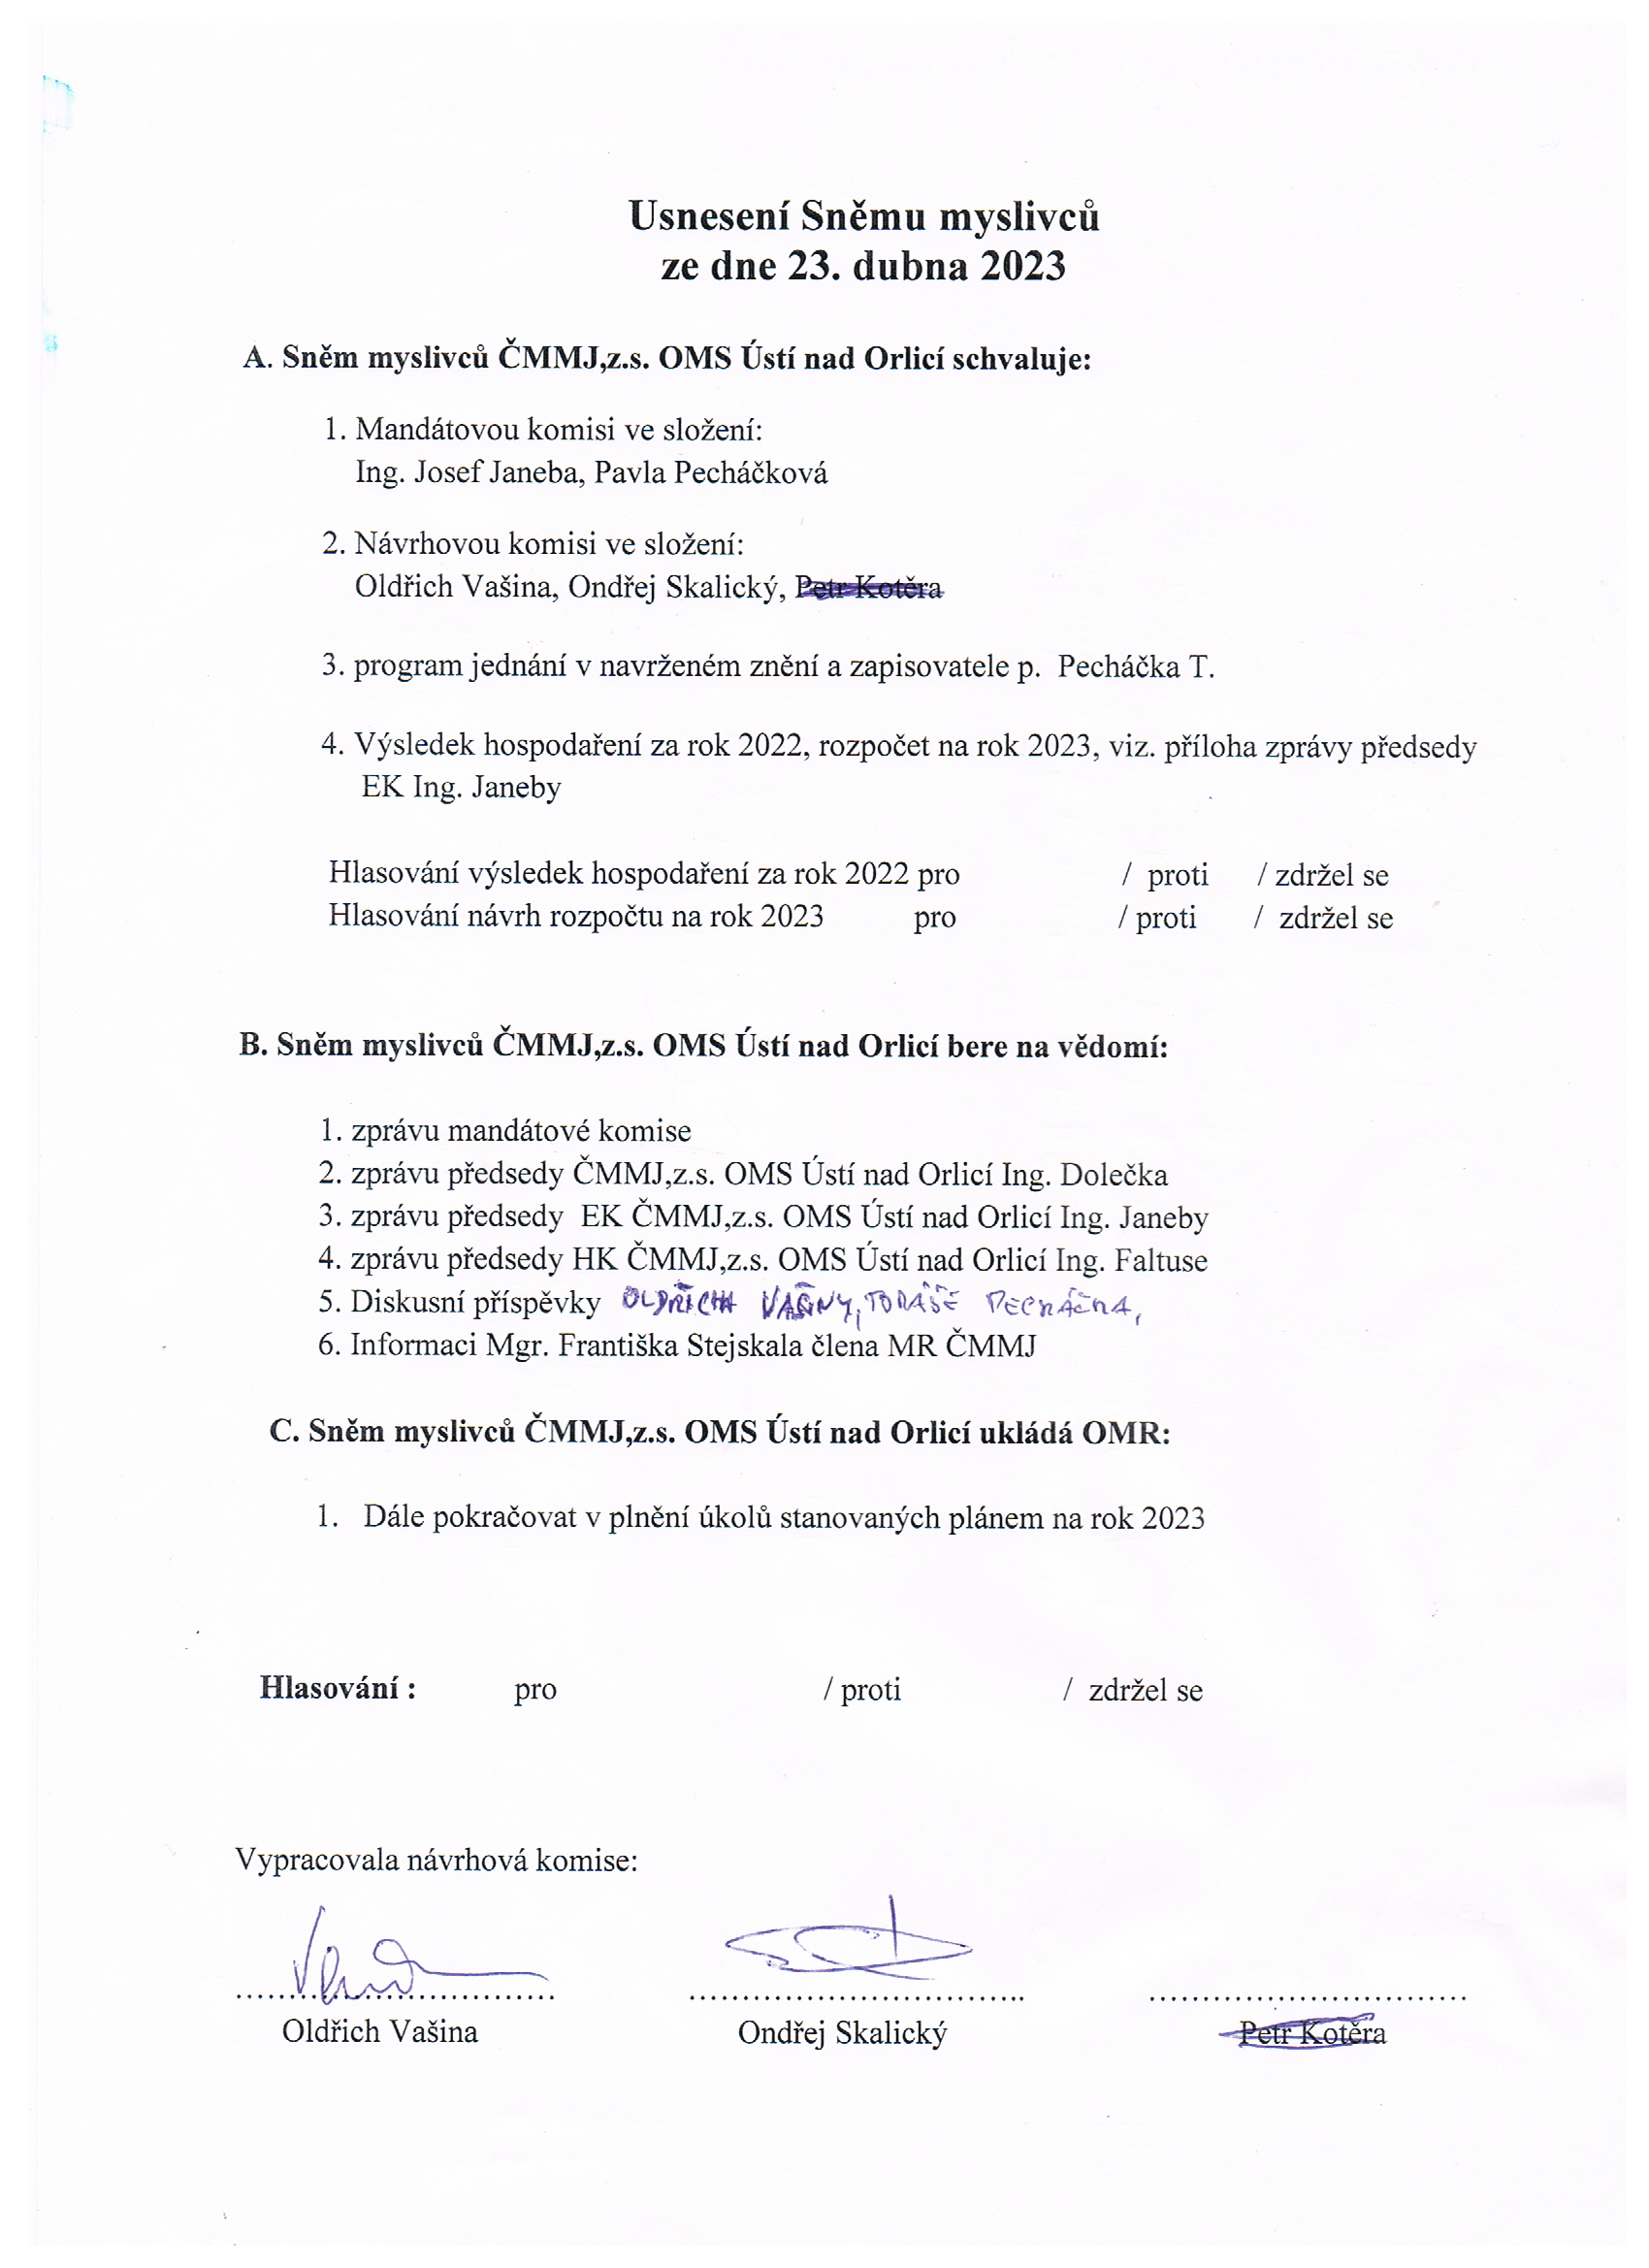 Usnesení Sněmu myslivců
ze dne 23. dubna 2023
A. Sněm myslivců ČMMJ,z.s. OMS Ústí nad Orlicí schvaluje:
1. Mandátovou komisi ve složení:
Ing. Josef Janeba, Pavla Pecháčková
2. Návrhovou komisi ve složení:
Oldřich Vašina, Ondřej Skalický, Petr Kotěra
3. program jednání v navrženém znění a zapisovatele p. Pecháčka T.
4. Výsledek hospodaření za rok 2022, rozpočet na rok 2023, viz. příloha zprávy předsedy
EK Ing. Janeby
Hlasování výsledek hospodaření za rok 2022 pro / proti / zdržel se
Hlasování návrh rozpočtu na rok 2023 pro / proti / zdržel se
B. Sněm myslivců ČMMJ,z.s. OMS Ústí nad Orlicí bere na vědomí:
1. zprávu mandátové komise
2. zprávu předsedy ČMMJ,z.s. OMS Ústí nad Orlicí Ing. Dolečka
3. zprávu předsedy EK ČMMJ,z.s. OMS Ústí nad Orlicí Ing. Janeby
4. zprávu předsedy HK ČMMJ,z.s. OMS Ústí nad Orlicí Ing. Faltuse
5. Diskusní příspěvky OLDŘICHA VAŠINY, TOMÁŠE PECHÁČKA,
6. Informaci Mgr. Františka Stejskala člena MR ČMMJ
C. Sněm myslivců ČMMJ,z.s. OMS Ústí nad Orlicí ukládá OMR:
1. Dále pokračovat v plnění úkolů stanovaných plánem na rok 2023
Hlasování : pro / proti / zdržel se
Vypracovala návrhová komise:
Oldřich Vašina Ondřej Skalický Petr Kotěra